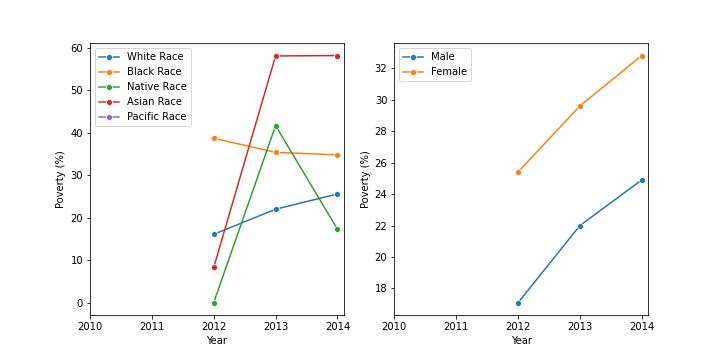 White Race
Black Race
Native Race
Asian Race
Pacific Race
60
50
40
30
20
10
0
Poverty (%)
2010 2011 2012 2013 2014
Year
Male
Female
32
30
28
26
24
22
20
18
Poverty (%)
2010 2011 2012 2013 2014
Year